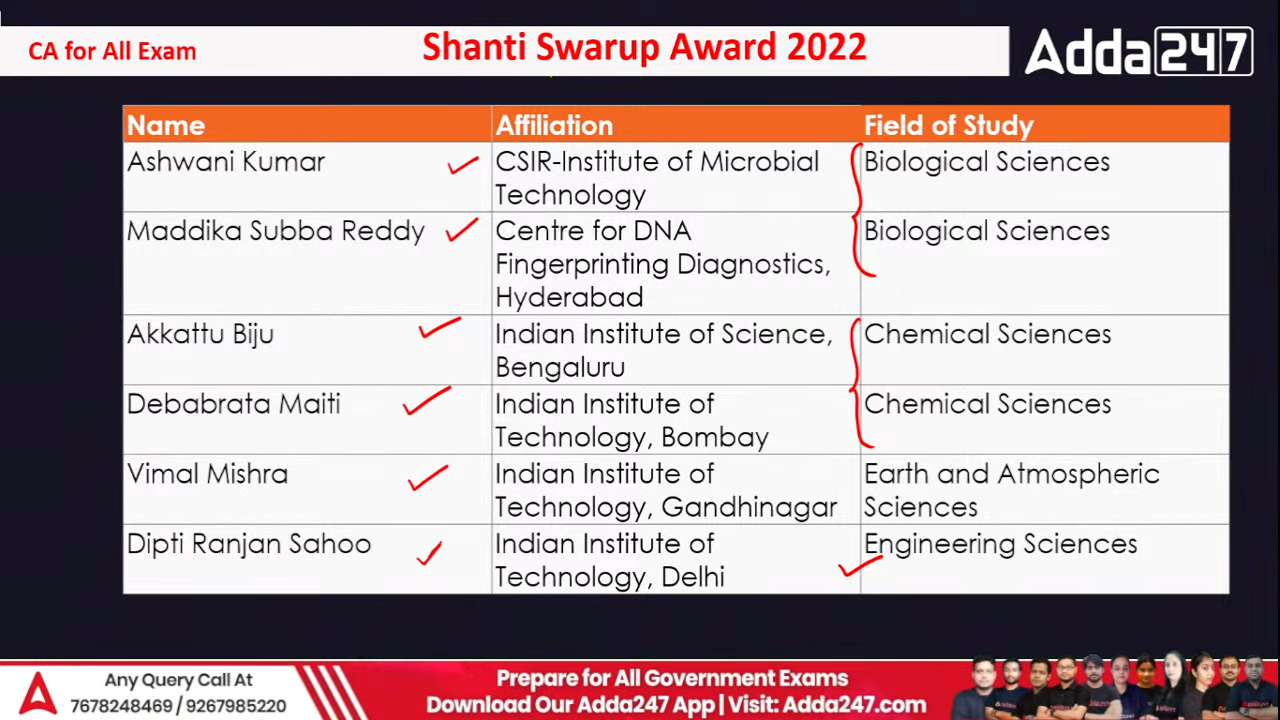 CA for All Exam
Shanti Swarup Award 2022
Adda247
Name Affiliation Field of Study
Ashwani Kumar CSIR-Institute of Microbial Biological Sciences
Technology
Maddika Subba Reddy Centre for DNA Biological Sciences
Fingerprinting Diagnostics,
Hyderabad
Akkattu Biju Indian Institute of Science, Chemical Sciences
Bengaluru
Debabrata Maiti Indian Institute of Chemical Sciences
Technology, Bombay
Vimal Mishra Indian Institute of Earth and Atmospheric
Technology, Gandhinagar Sciences
Dipti Ranjan Sahoo Indian Institute of Engineering Sciences
Technology, Delhi
Any Query Call At
7678248469 / 9267985220
Prepare for All Government Exams
Download Our Adda247 App | Visit: Adda247.com